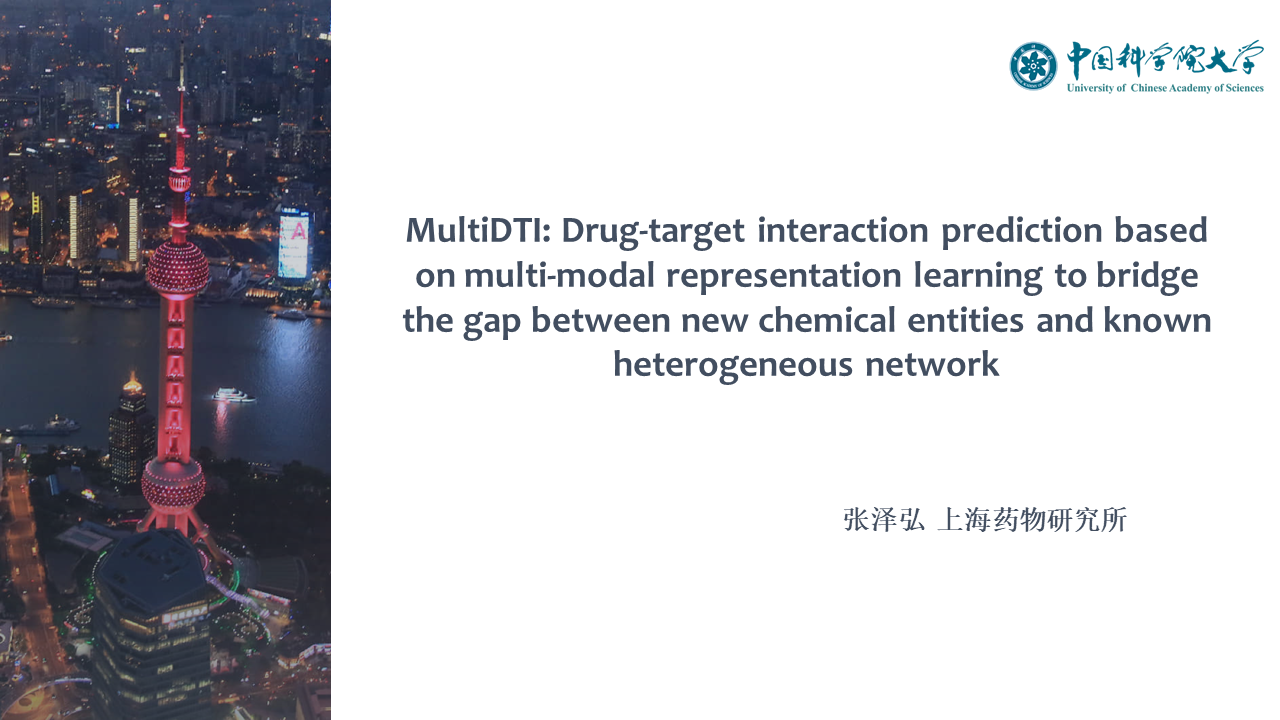 中国科学院大学
University of Chinese Academy of Sciences
MultiDTI: Drug-target interaction prediction based
on multi-modal representation learning to bridge
the gap between new chemical entities and known
heterogeneous network
张泽弘 上海药物研究所